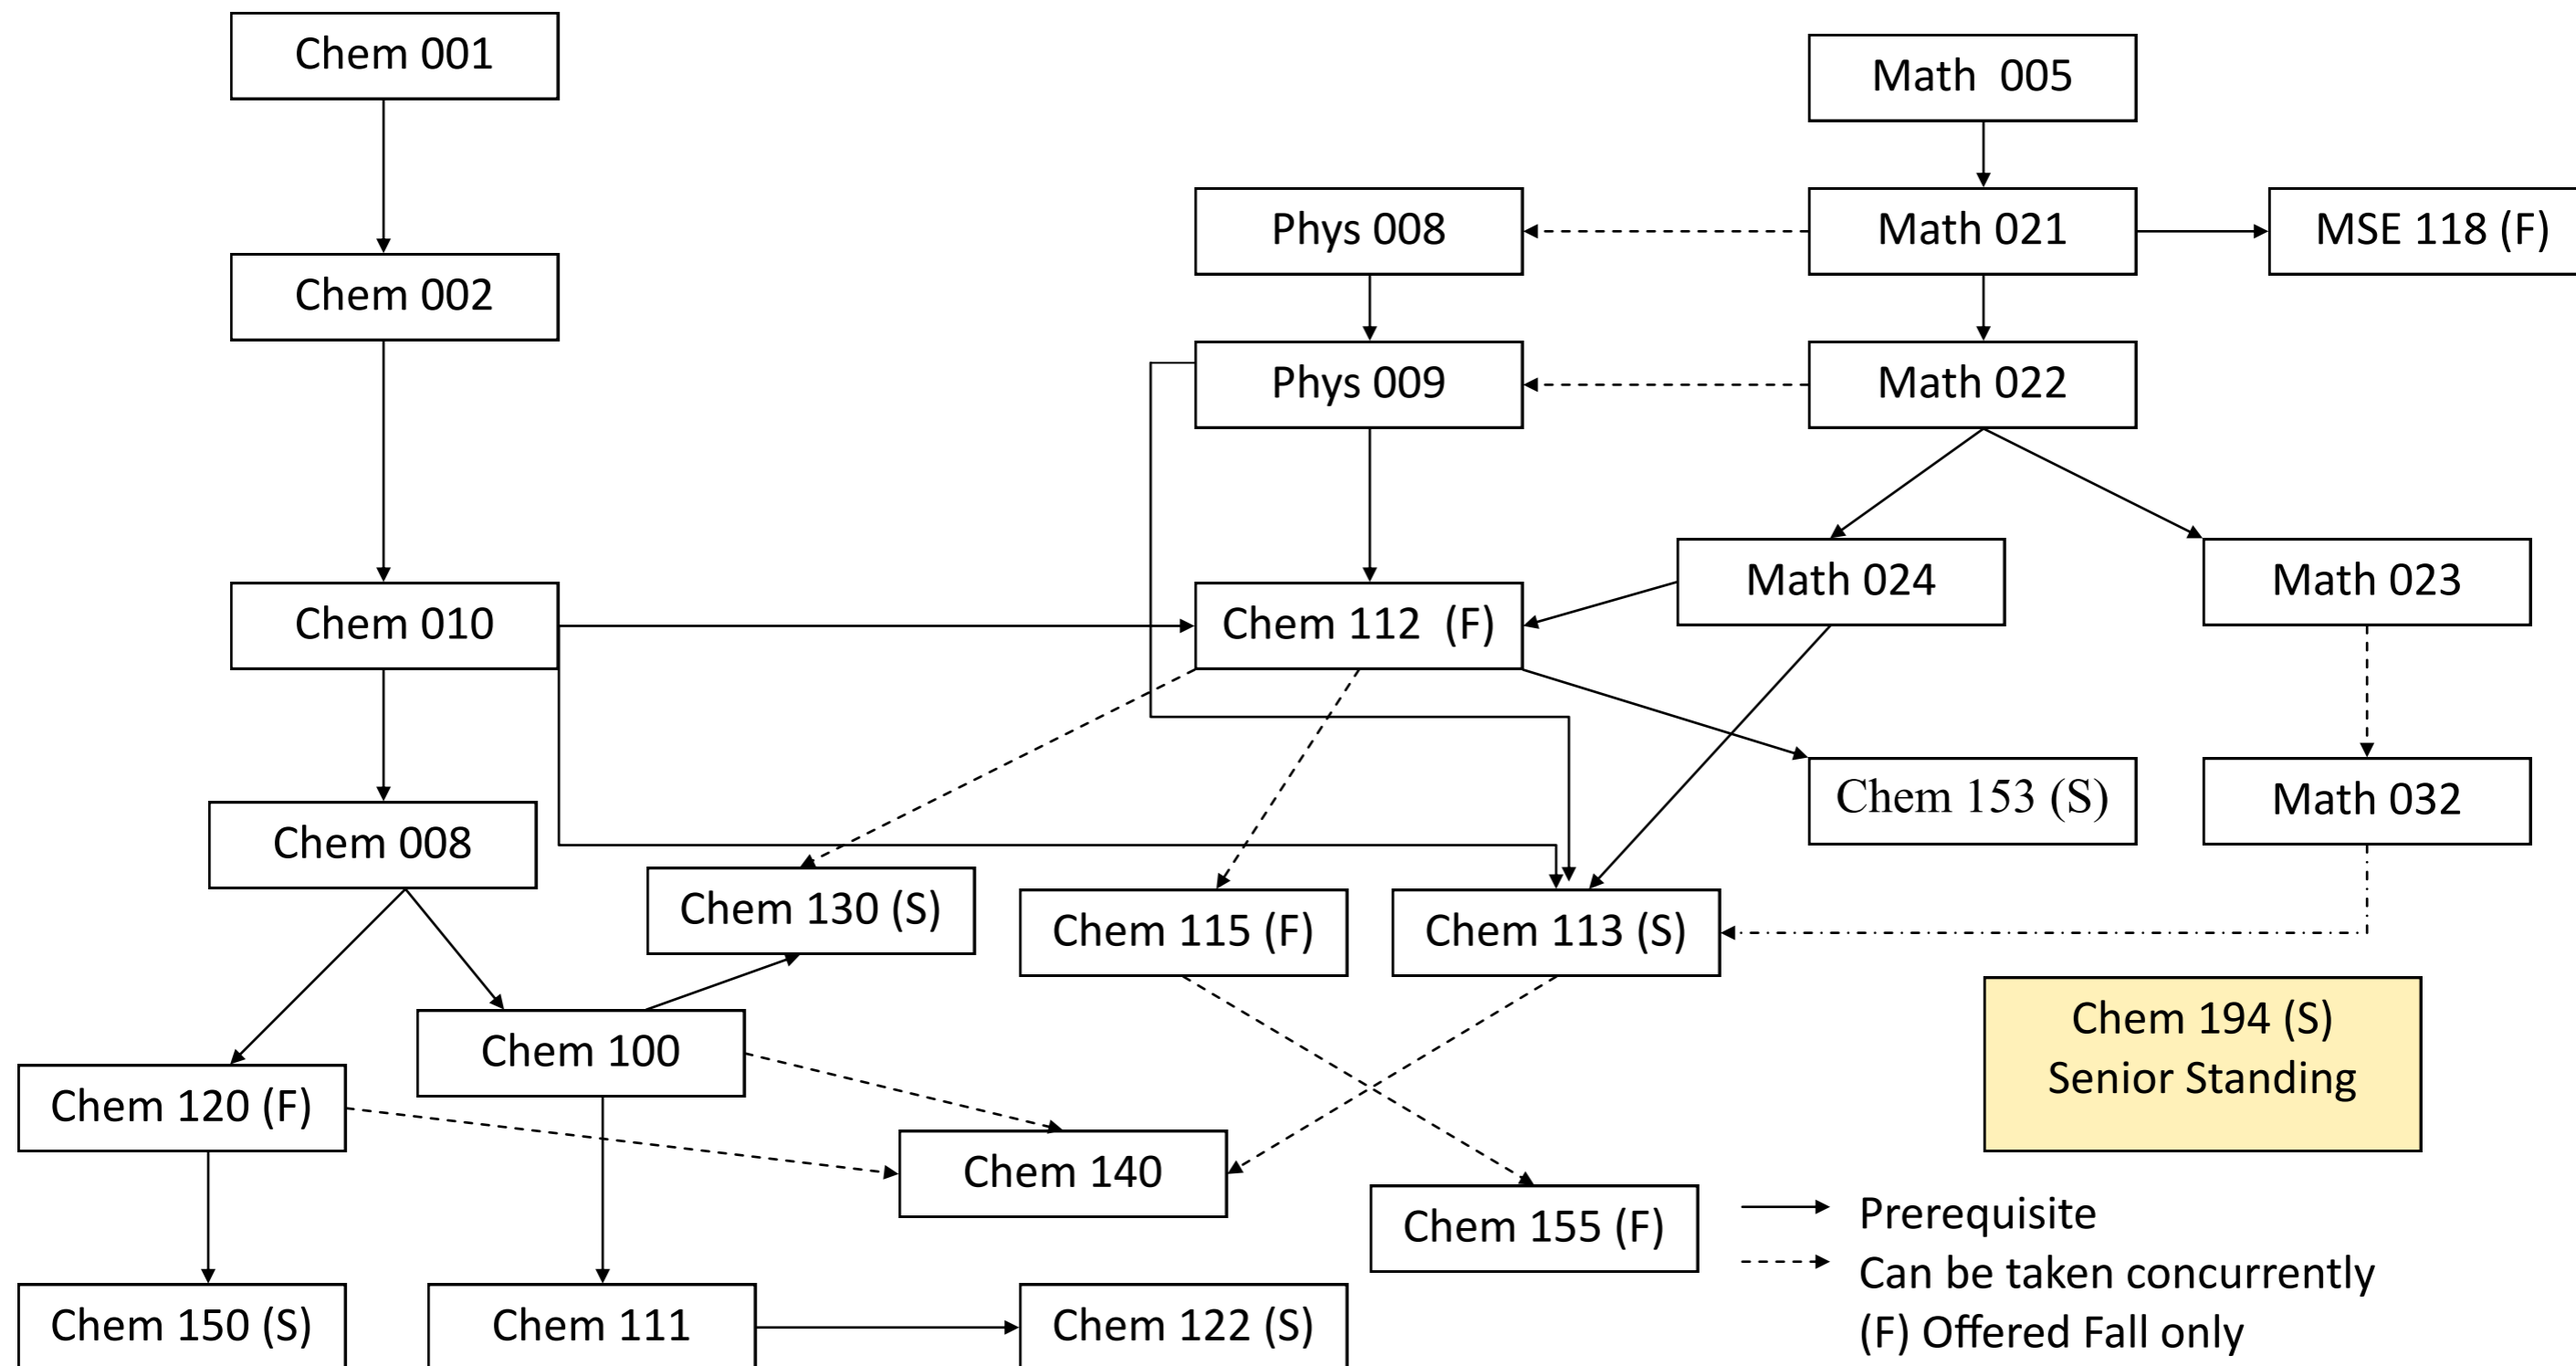 Chem 001
Math  005
Phys 008
Math 021
MSE 118 (F)
Chem 002
Phys 009
Math 022
Chem 010
Chem 112  (F)
Math 024
Math 023
Chem 008
Chem 153 (S)
Math 032
Chem 130 (S)
Chem 115 (F)
Chem 113 (S)
Chem 100
Chem 194 (S)
Senior Standing
Chem 120 (F)
Chem 140
Chem 155 (F)
Prerequisite
Can be taken concurrently
(F) Offered Fall only
Chem 150 (S)
Chem 111
Chem 122 (S)